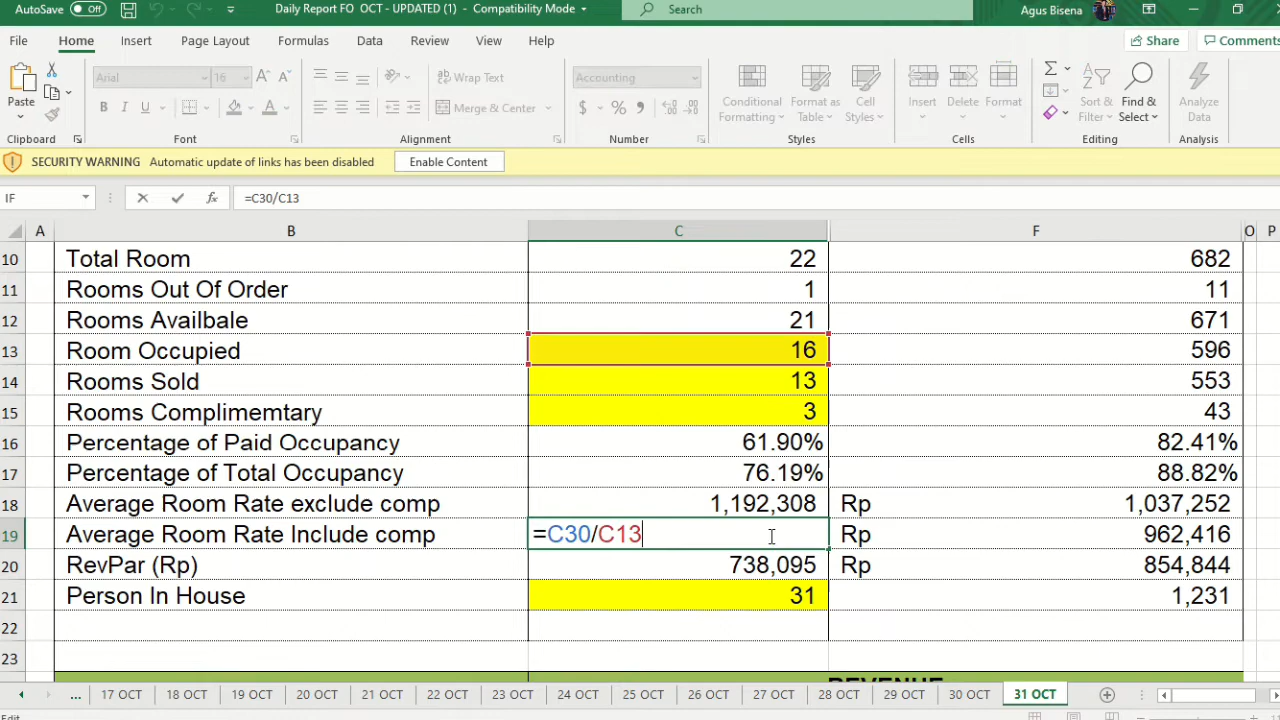 AutoSave Off Daily Report FO OCT - UPDATED (1) - Compatibility Mode Search Agus Bisena
File Home Insert Page Layout Formulas Data Review View Help Share Comments
Arial 16 Wrap Text Accounting
Paste Merge & Center Conditional Formatting Format as Table Cell Styles Insert Delete Format Sort & Filter Find & Select Analyze Data
Clipboard Font Alignment Number Styles Cells Editing Analysis
SECURITY WARNING Automatic update of links has been disabled Enable Content
IF fx =C30/C13
A B C F O P
10 Total Room 22 682
11 Rooms Out Of Order 1 11
12 Rooms Availbale 21 671
13 Room Occupied 16 596
14 Rooms Sold 13 553
15 Rooms Complimemtary 3 43
16 Percentage of Paid Occupancy 61.90% 82.41%
17 Percentage of Total Occupancy 76.19% 88.82%
18 Average Room Rate exclude comp 1,192,308 Rp 1,037,252
19 Average Room Rate Include comp =C30/C13 Rp 962,416
20 RevPar (Rp) 738,095 Rp 854,844
21 Person In House 31 1,231
22
23
REVENUE
... 17 OCT 18 OCT 19 OCT 20 OCT 21 OCT 22 OCT 23 OCT 24 OCT 25 OCT 26 OCT 27 OCT 28 OCT 29 OCT 30 OCT 31 OCT
Edit